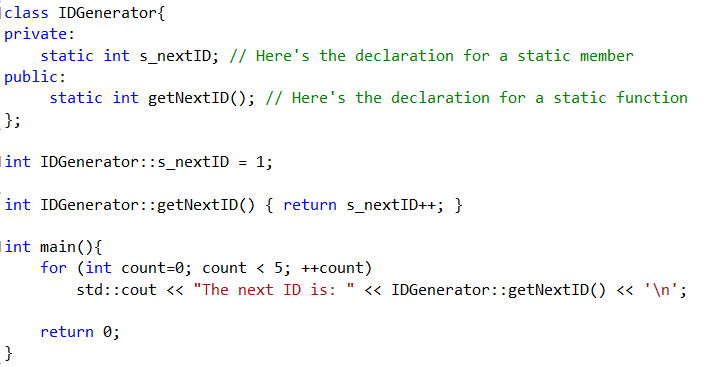 class IDGenerator{
private:
    static int s_nextID; // Here's the declaration for a static member
public:
     static int getNextID(); // Here's the declaration for a static function
};

int IDGenerator::s_nextID = 1;

int IDGenerator::getNextID() { return s_nextID++; }

int main(){
    for (int count=0; count < 5; ++count)
        std::cout << "The next ID is: " << IDGenerator::getNextID() << '\n';

    return 0;
}